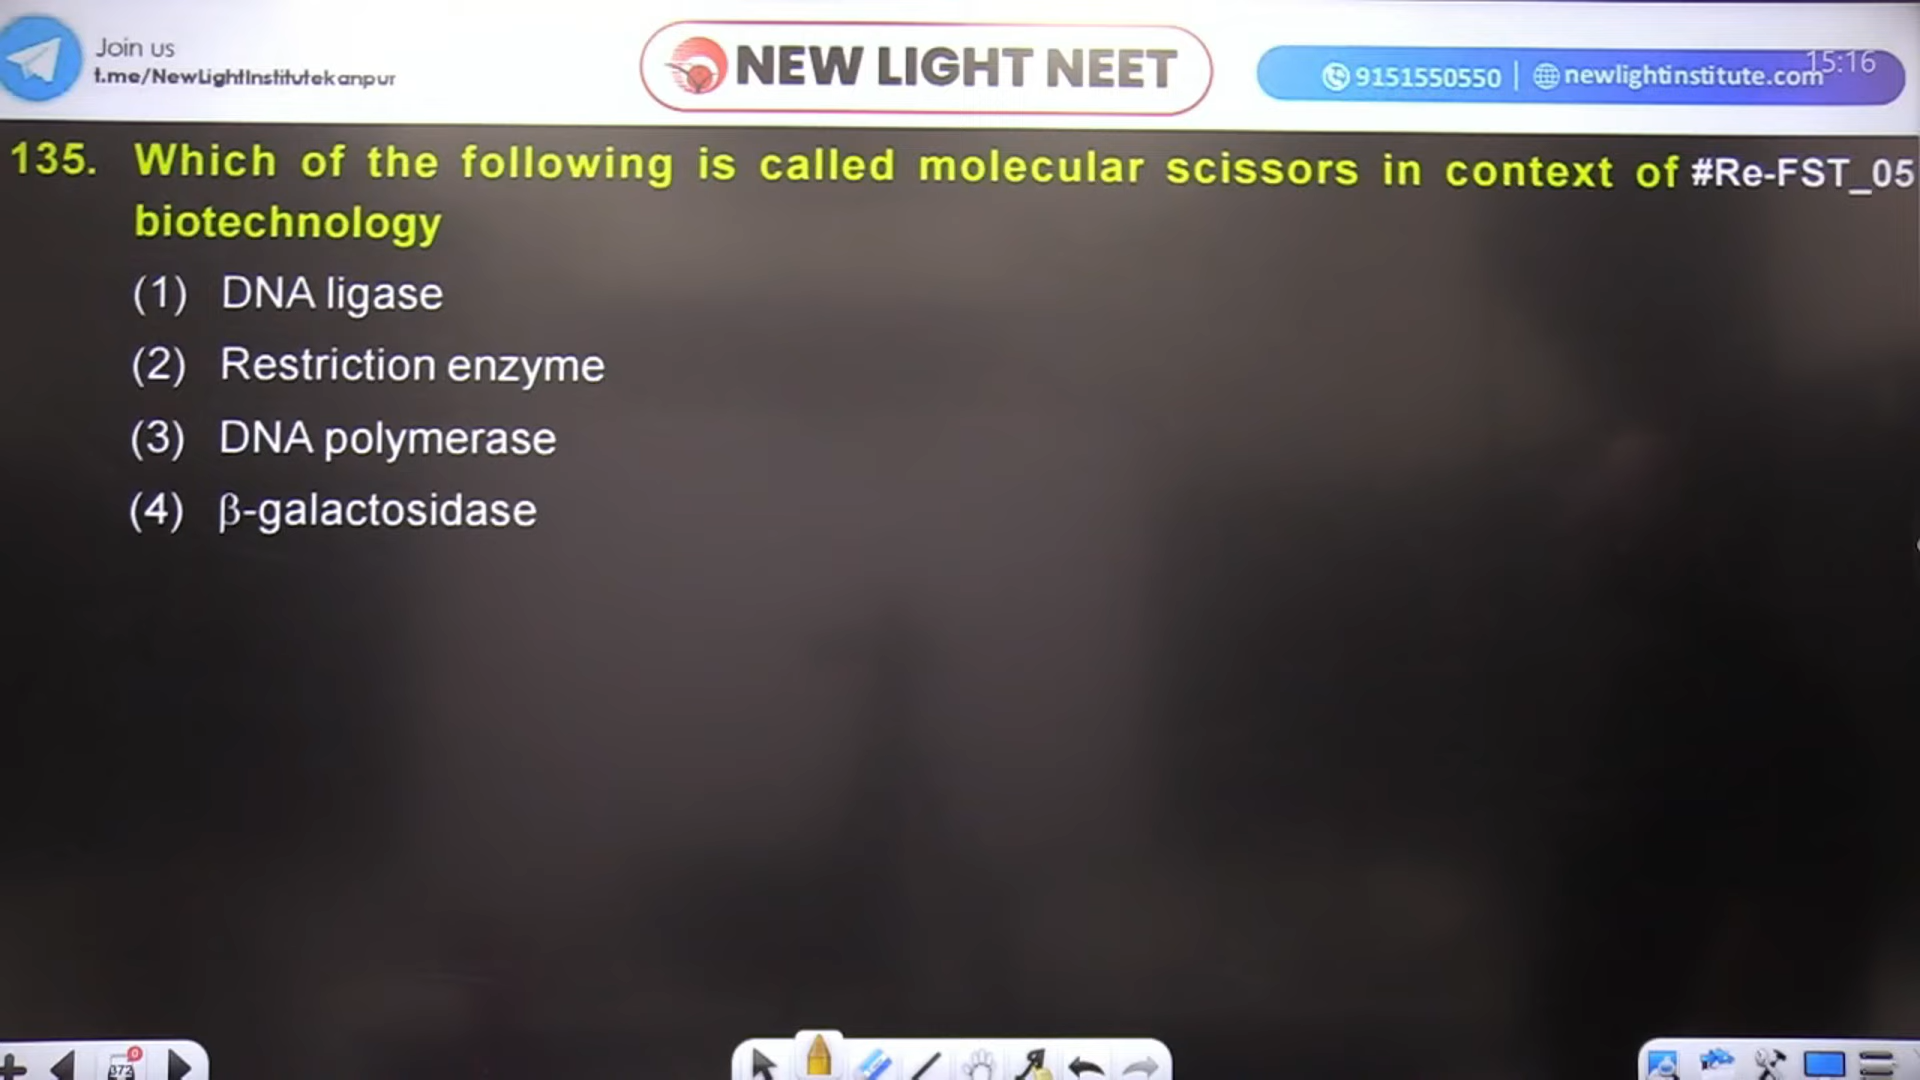 Join us
t.me/NewLightInstitutekanpur
NEW LIGHT NEET
9151550550 | newlightinstitute.com
15:16
135. Which of the following is called molecular scissors in context of #Re-FST_05
biotechnology
(1) DNA ligase
(2) Restriction enzyme
(3) DNA polymerase
(4) β-galactosidase
0
372